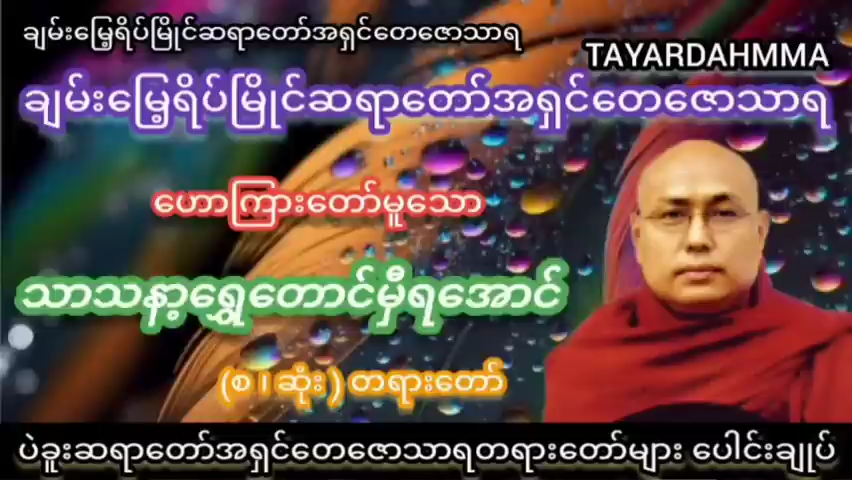 ချမ်းမြေ့ရိပ်မြိုင်ဆရာတော်အရှင်တေဇောသာရ
TAYARDAHMMA
ချမ်းမြေ့ရိပ်မြိုင်ဆရာတော်အရှင်တေဇောသာရ
ဟောကြားတော်မူသော
သာသနာ့ရွှေတောင်မှီရအောင်
(စ ၊ ဆုံး ) တရားတော်
ပဲခူးဆရာတော်အရှင်တေဇောသာရတရားတော်များ ပေါင်းချုပ်